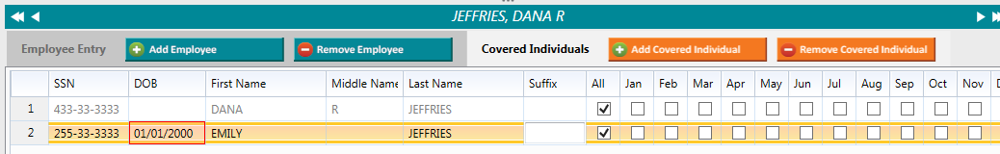 JEFFRIES, DANA R
Employee Entry Add Employee Remove Employee Covered Individuals Add Covered Individual Remove Covered Individual
SSN DOB First Name Middle Name Last Name Suffix All Jan Feb Mar Apr May Jun Jul Aug Sep Oct Nov D
1 433-33-3333 DANA R JEFFRIES
2 255-33-3333 01/01/2000 EMILY JEFFRIES